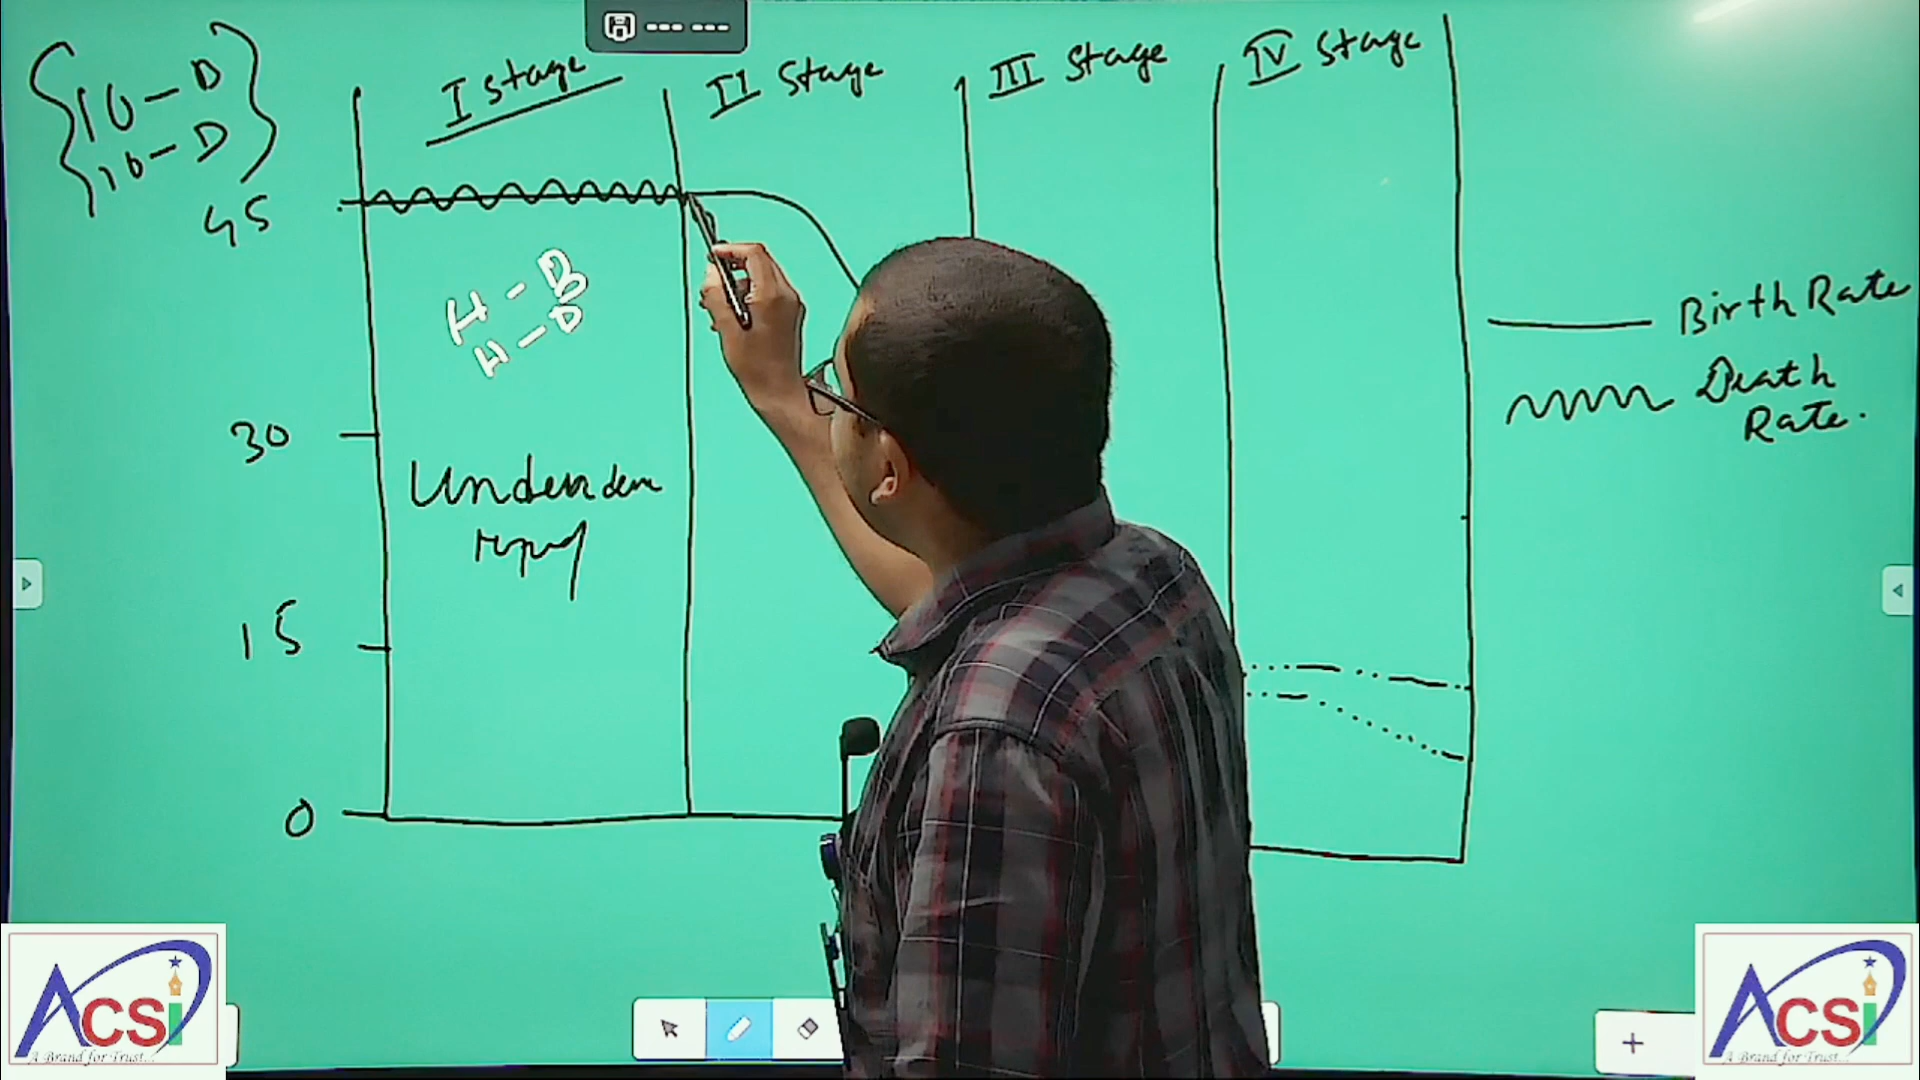 10-D
10-D
I Stage
II Stage
III Stage
IV Stage
45
H-B
H-D
30
15
0
Birth Rate
Death
Rate.
ACSi
A Brand for Trust...
ACSi
A Brand for Trust...